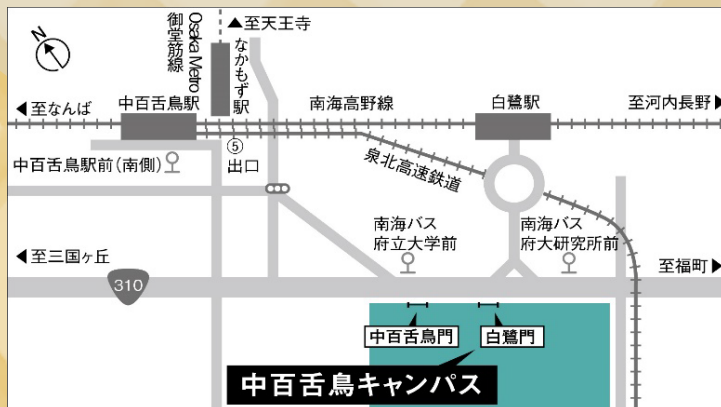 N
▲至天王寺
御堂筋線
Osaka Metro
なかもず駅
◀至なんば
中百舌鳥駅
南海高野線
白鷺駅
至河内長野▶
中百舌鳥駅前(南側)
⑤
出口
泉北高速鉄道
南海バス
府立大学前
南海バス
府大研究所前
◀至三国ヶ丘
至福町▶
310
中百舌鳥門
白鷺門
中百舌鳥キャンパス